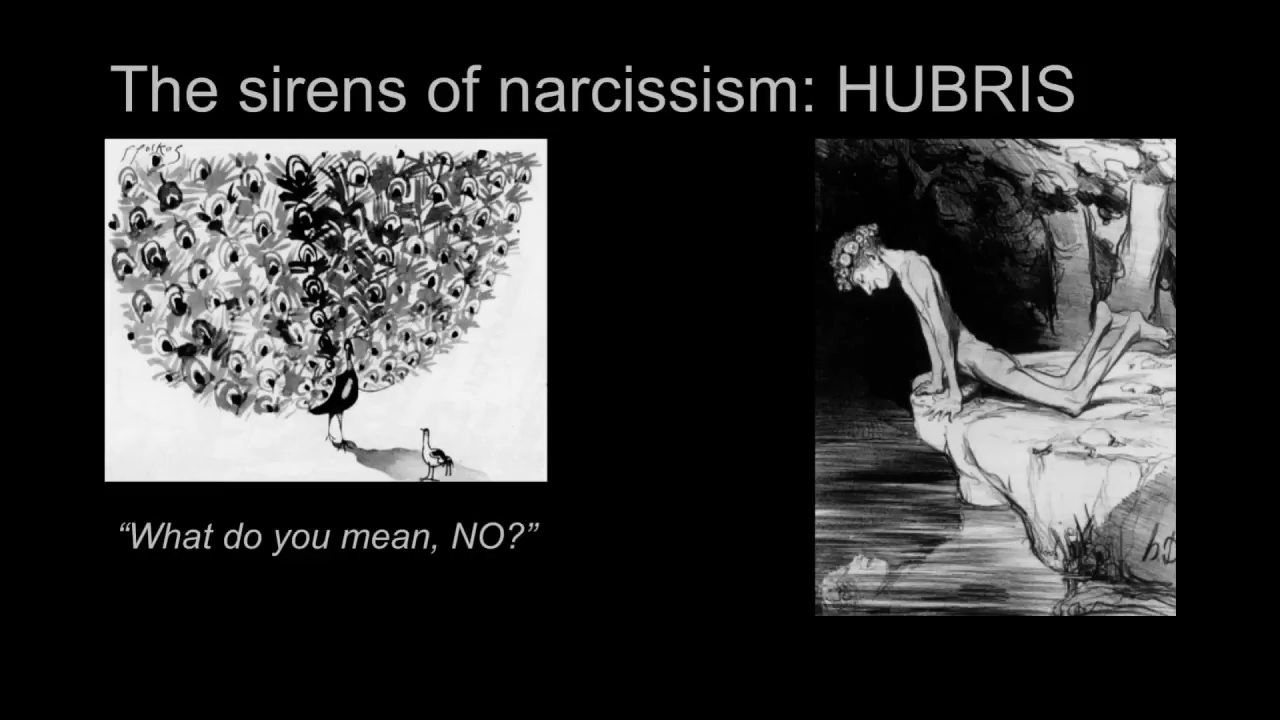 The sirens of narcissism: HUBRIS
“What do you mean, NO?”
h.D